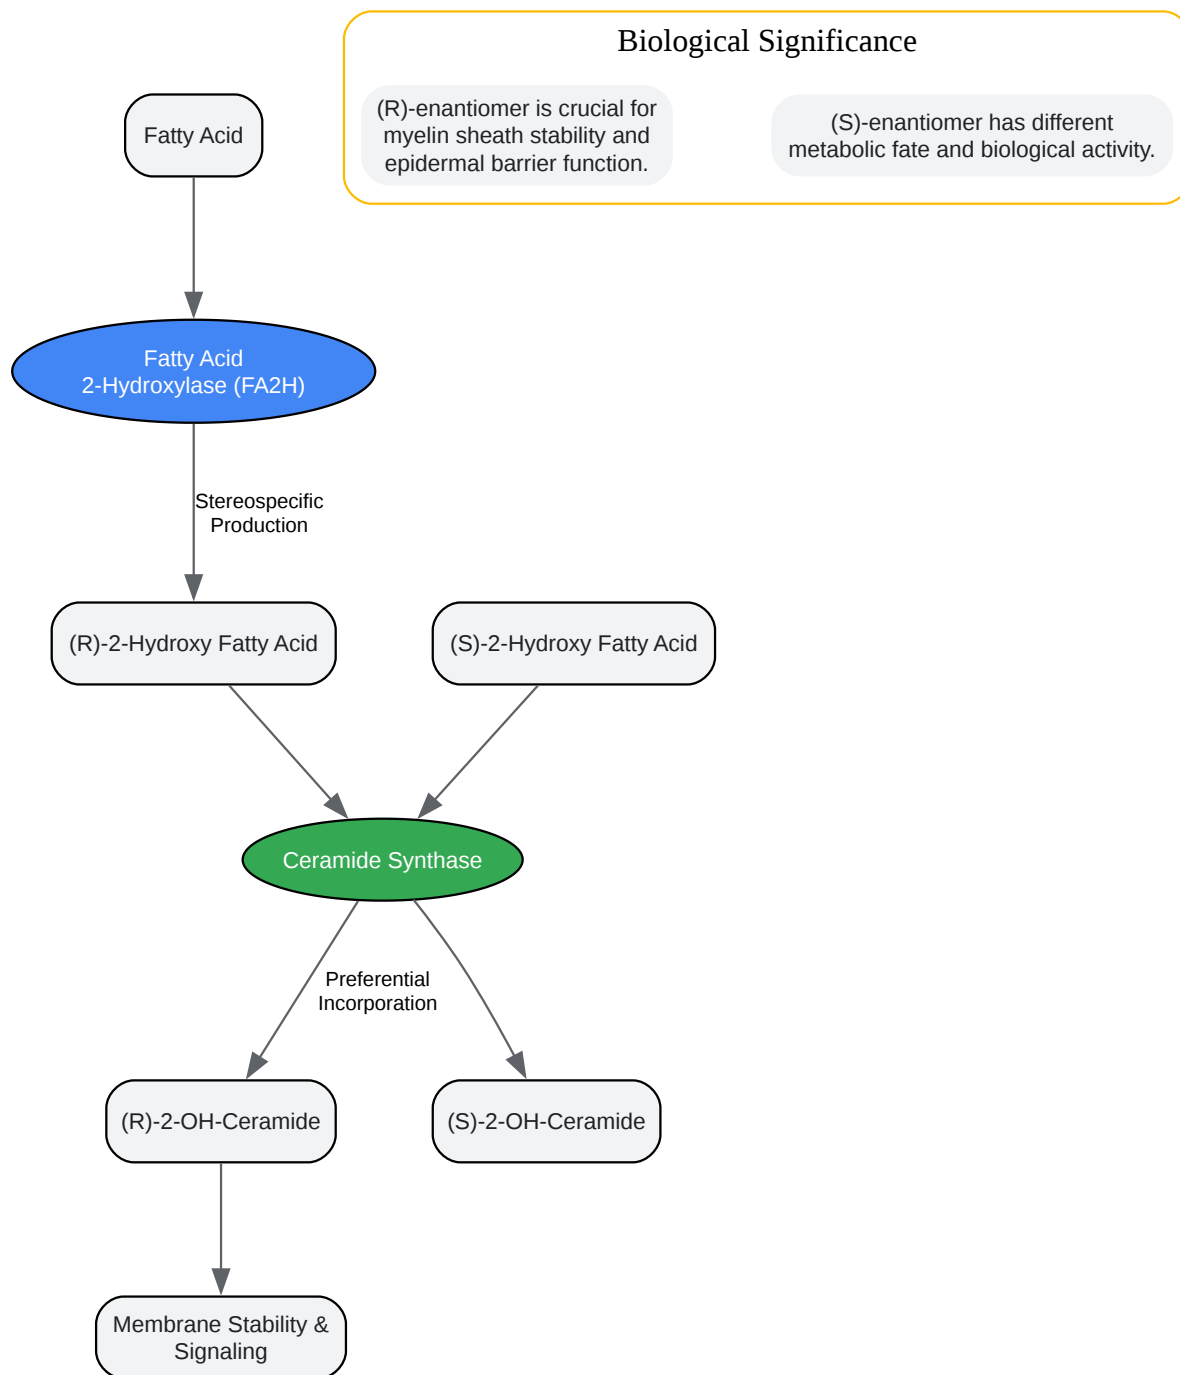 Biological Significance
(R)-enantiomer is crucial for
myelin sheath stability and
epidermal barrier function.
(S)-enantiomer has different
metabolic fate and biological activity.
Fatty Acid
Fatty Acid
2-Hydroxylase (FA2H)
Stereospecific
Production
(R)-2-Hydroxy Fatty Acid
(S)-2-Hydroxy Fatty Acid
Ceramide Synthase
Preferential
Incorporation
(R)-2-OH-Ceramide
(S)-2-OH-Ceramide
Membrane Stability &
Signaling